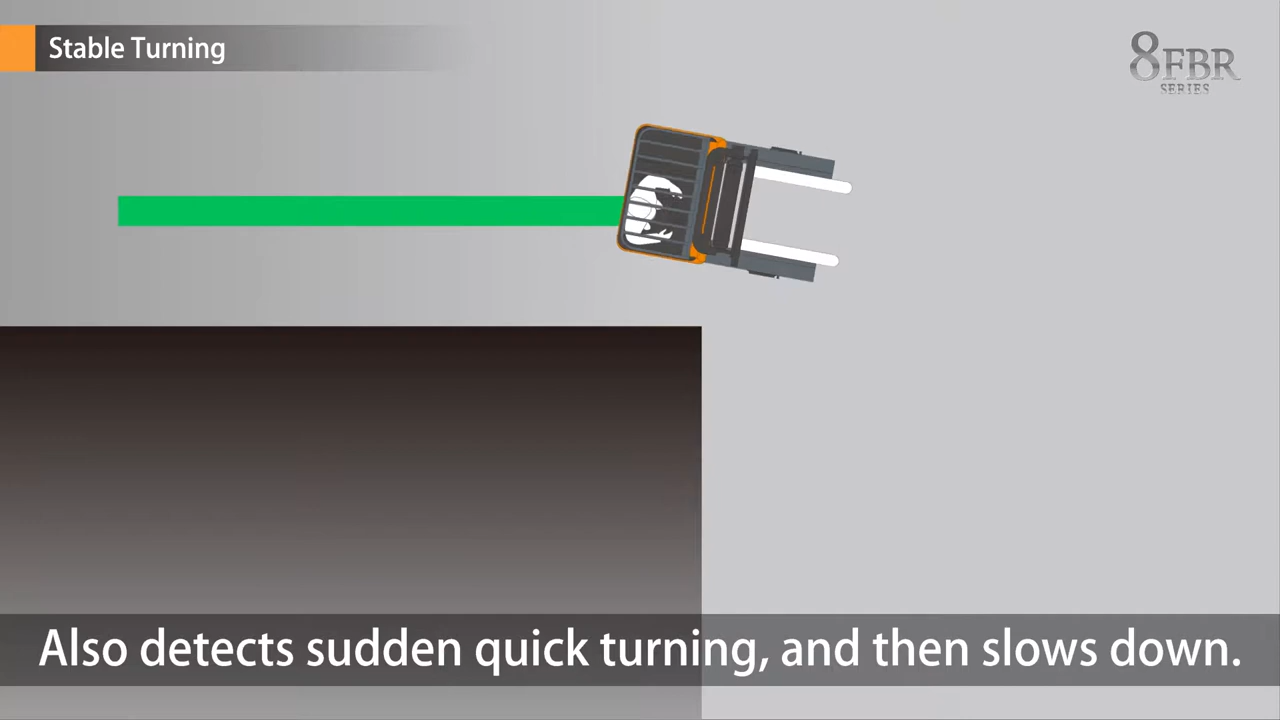 Stable Turning
8FBR
SERIES
Also detects sudden quick turning, and then slows down.